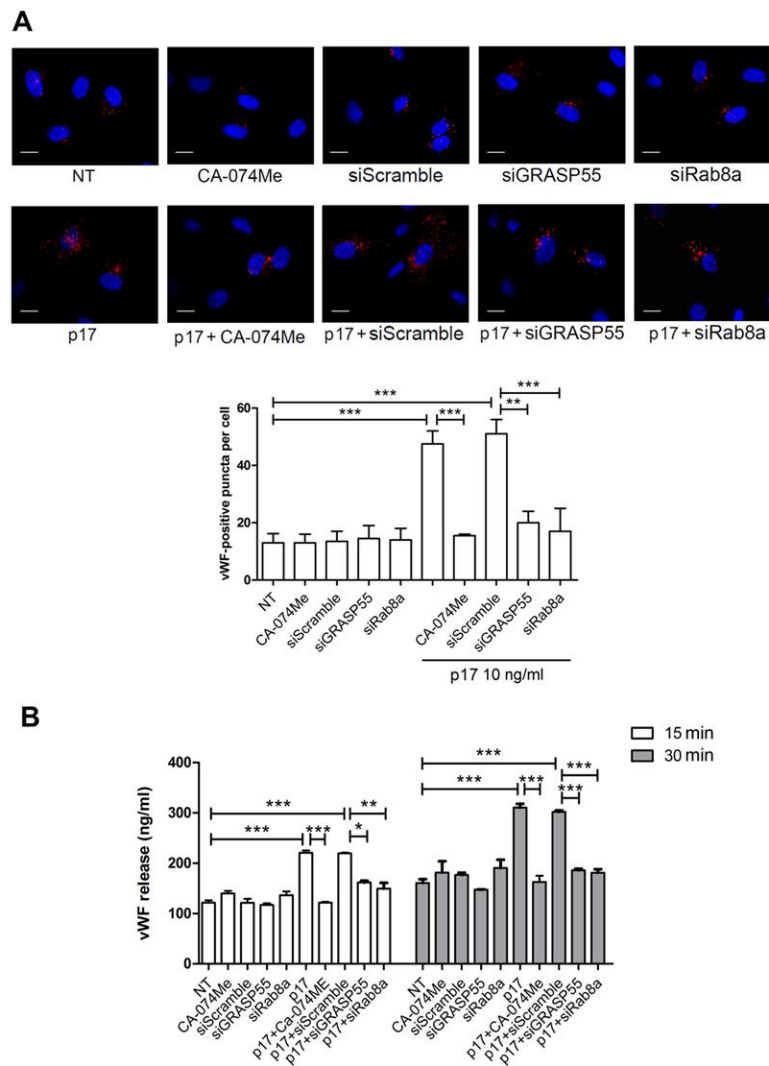 A
NT CA-074Me siScramble siGRASP55 siRab8a
p17 p17 + CA-074Me p17 + siScramble p17 + siGRASP55 p17 + siRab8a
vWF-positive puncta per cell
60
40
20
0
***
***
***
***
**
NT
CA-074Me
siScramble
siGRASP55
siRab8a
CA-074Me
siScramble
siGRASP55
siRab8a
p17 10 ng/ml
B
15 min
30 min
vWF release (ng/ml)
400
300
200
100
0
***
***
***
**
*
***
***
***
***
***
NT
CA-074Me
siScramble
siGRASP55
siRab8a
p17
p17+Ca-074ME
p17+siScramble
p17+siGRASP55
p17+siRab8a
NT
CA-074Me
siScramble
siGRASP55
siRab8a
p17
p17+CA-074Me
p17+siScramble
p17+siGRASP55
p17+siRab8a